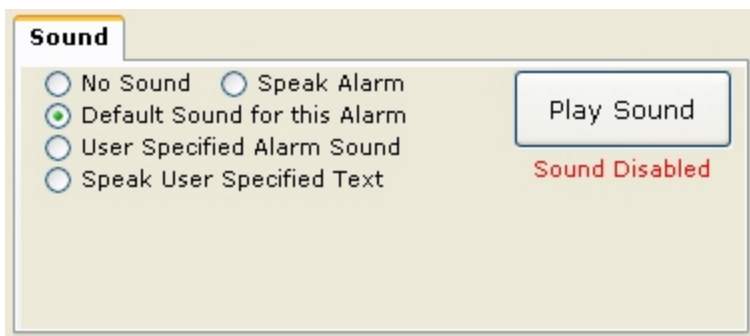 Sound
No Sound Speak Alarm
Default Sound for this Alarm
User Specified Alarm Sound
Speak User Specified Text
Play Sound
Sound Disabled